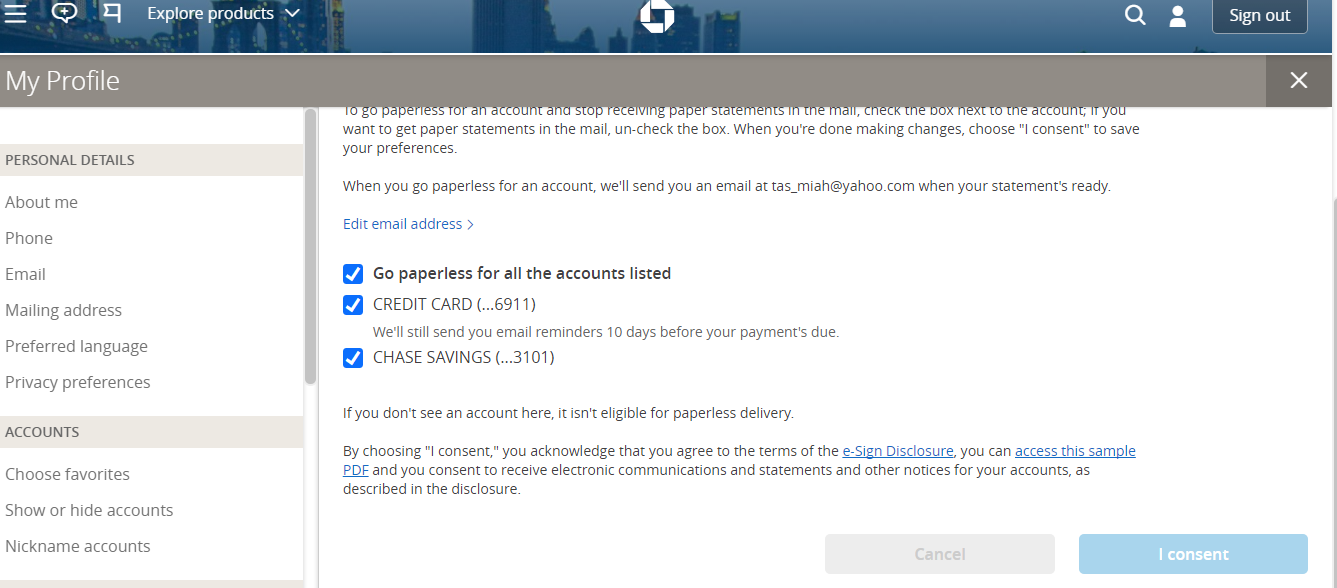 Explore products
Sign out
My Profile
PERSONAL DETAILS
About me
Phone
Email
Mailing address
Preferred language
Privacy preferences
ACCOUNTS
Choose favorites
Show or hide accounts
Nickname accounts
To go paperless for an account and stop receiving paper statements in the mail, check the box next to the account; if you
want to get paper statements in the mail, un-check the box. When you're done making changes, choose "I consent" to save
your preferences.
When you go paperless for an account, we'll send you an email at tas_miah@yahoo.com when your statement's ready.
Edit email address
Go paperless for all the accounts listed
CREDIT CARD (...6911)
We'll still send you email reminders 10 days before your payment's due.
CHASE SAVINGS (...3101)
If you don't see an account here, it isn't eligible for paperless delivery.
By choosing "I consent," you acknowledge that you agree to the terms of the e-Sign Disclosure, you can access this sample
PDF and you consent to receive electronic communications and statements and other notices for your accounts, as
described in the disclosure.
Cancel
I consent